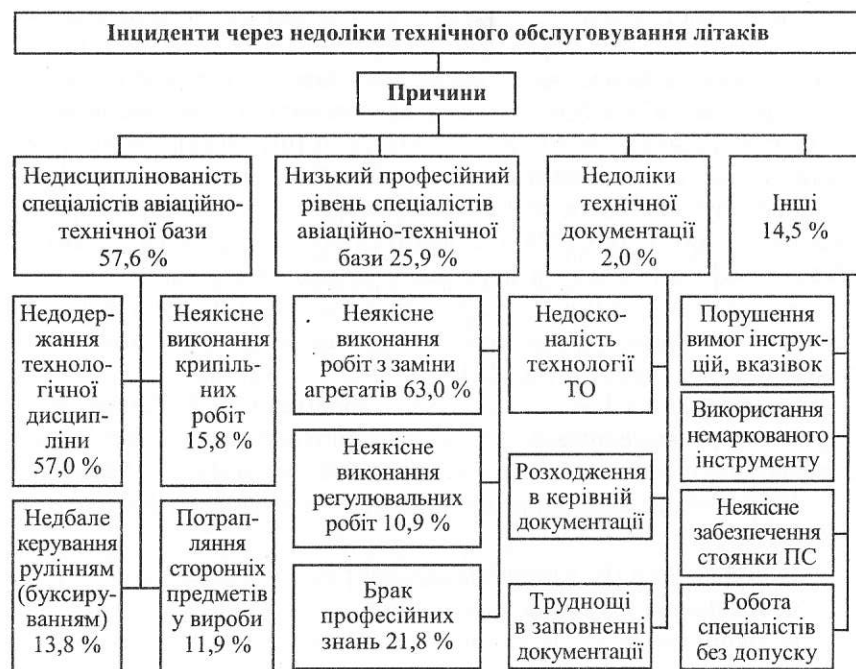 Інциденти через недоліки технічного обслуговування літаків
Причини
Недисциплінованість
спеціалістів авіаційно-
технічної бази
57,6 %
Низький професійний
рівень спеціалістів
авіаційно-технічної
бази 25,9 %
Недоліки
технічної
документації
2,0 %
Інші
14,5 %
Недодер-
жання
техноло-
гічної
дисцип-
ліни
57,0 %
Неякісне
виконання
крипіль-
них
робіт
15,8 %
Недбале
керування
рулінням
(буксиру-
ванням)
13,8 %
Потрап-
ляння
сторонніх
предметів
у вироби
11,9 %
Неякісне
виконання
робіт з заміни
агрегатів 63,0 %
Неякісне
виконання
регулювальних
робіт 10,9 %
Брак
професійних
знань 21,8 %
Недоско-
налість
технології
ТО
Розходження
в керівній
документації
Труднощі
в заповненні
документації
Порушення
вимог інструк-
цій, вказівок
Використання
немаркованого
інструменту
Неякісне
забезпечення
стоянки ПС
Робота
спеціалістів
без допуску